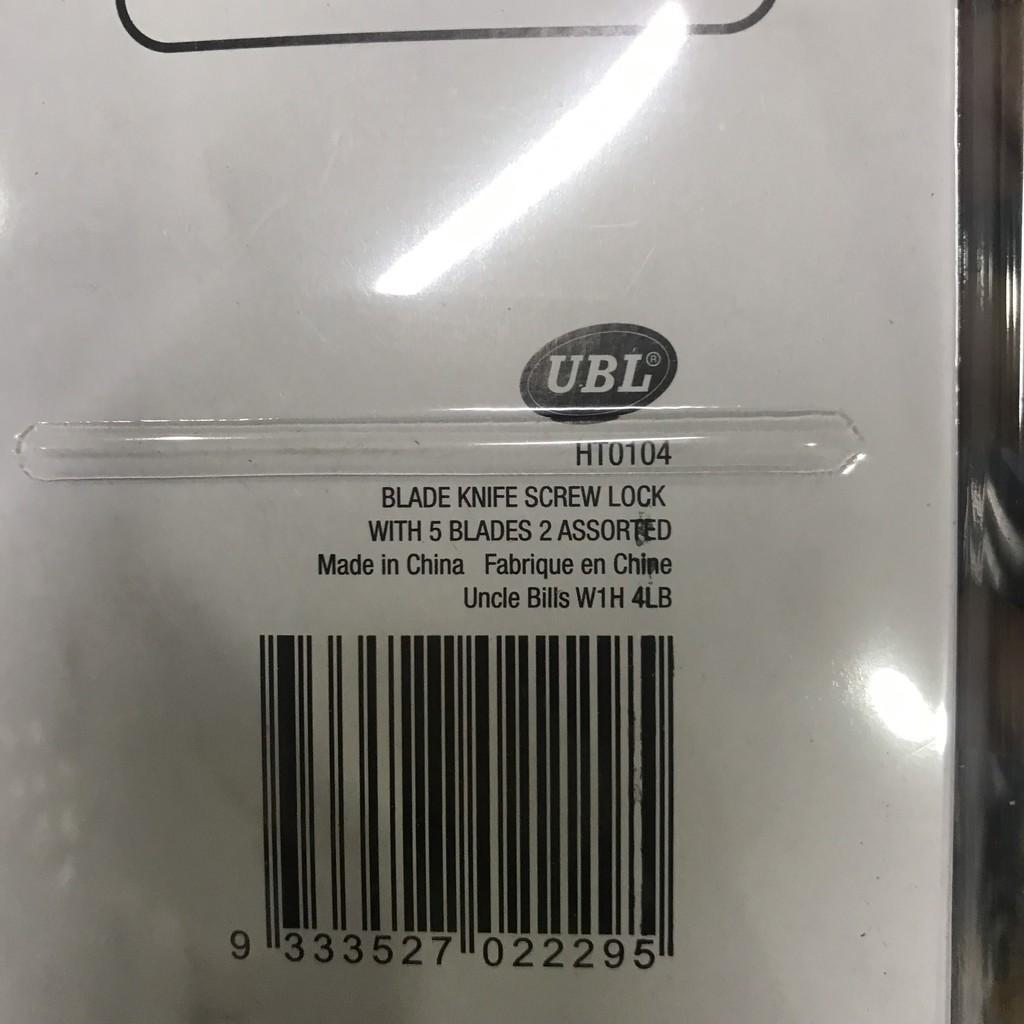 UBL®
HT0104
BLADE KNIFE SCREW LOCK
WITH 5 BLADES 2 ASSORTED
Made in China Fabrique en Chine
Uncle Bills W1H 4LB
9 333527 022295